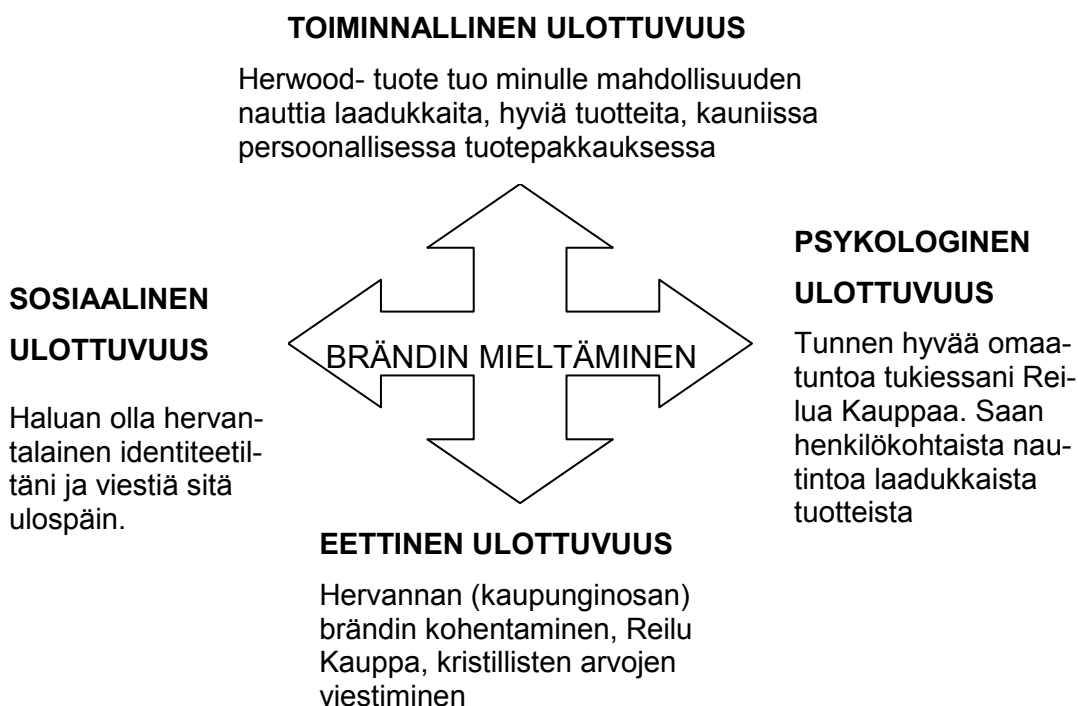 TOIMINNALLINEN ULOTTUVUUS
Herwood- tuote tuo minulle mahdollisuuden
nauttia laadukkaita, hyviä tuotteita, kauniissa
persoonallisessa tuotepakkauksessa
SOSIAALINEN
ULOTTUVUUS
Haluan olla hervan-
talainen identiteetil-
täni ja viestiä sitä
ulospäin.
BRÄNDIN MIELTÄMINEN
PSYKOLOGINEN
ULOTTUVUUS
Tunnen hyvää omaa-
tuntoa tukiessani Rei-
lua Kauppaa. Saan
henkilökohtaista nau-
tintoa laadukkaista
tuotteista
EETTINEN ULOTTUVUUS
Hervannan (kaupunginosan)
brändin kohentaminen, Reilu
Kauppa, kristillisten arvojen
viestiminen